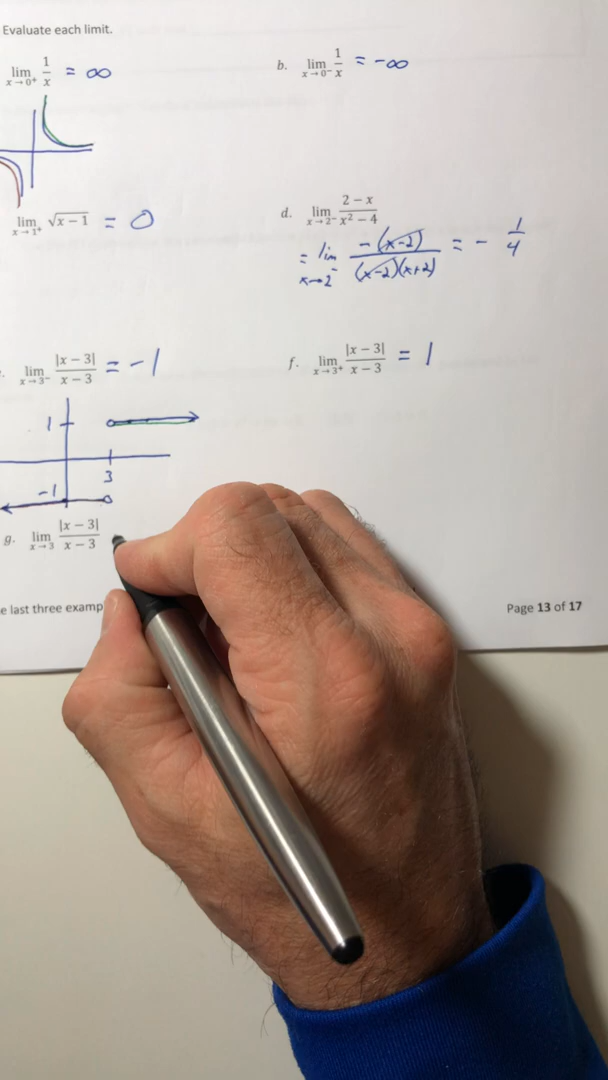 Evaluate each limit.
lim x→0⁺ 1/x = ∞
b. lim x→0⁻ 1/x = -∞
lim x→1⁺ √(x − 1) = 0
d. lim x→2⁻ (2 − x)/(x² − 4)
= lim x→2⁻ -(x-2)/((x-2)(x+2)) = - 1/4
. lim x→3⁻ |x − 3|/(x − 3) = -1
f. lim x→3⁺ |x − 3|/(x − 3) = 1
1
3
-1
g. lim x→3 |x − 3|/(x − 3)
e last three examp
Page 13 of 17